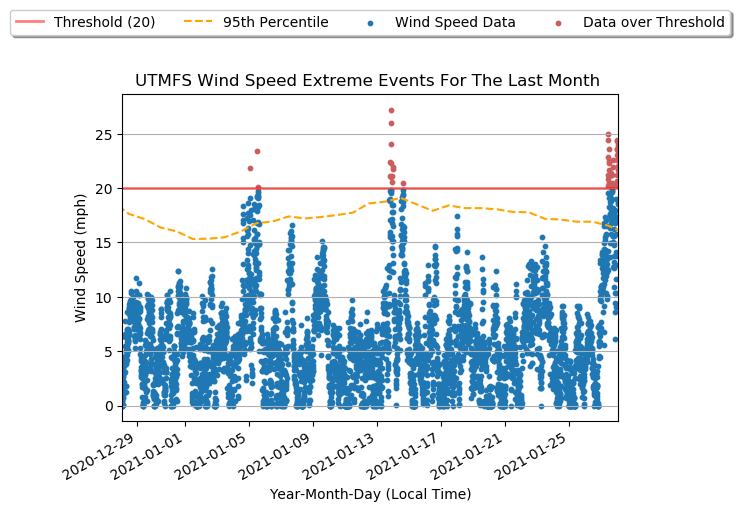 Threshold (20) 95th Percentile Wind Speed Data Data over Threshold
UTMFS Wind Speed Extreme Events For The Last Month
Wind Speed (mph)
25
20
15
10
5
0
2020-12-29 2021-01-01 2021-01-05 2021-01-09 2021-01-13 2021-01-17 2021-01-21 2021-01-25
Year-Month-Day (Local Time)